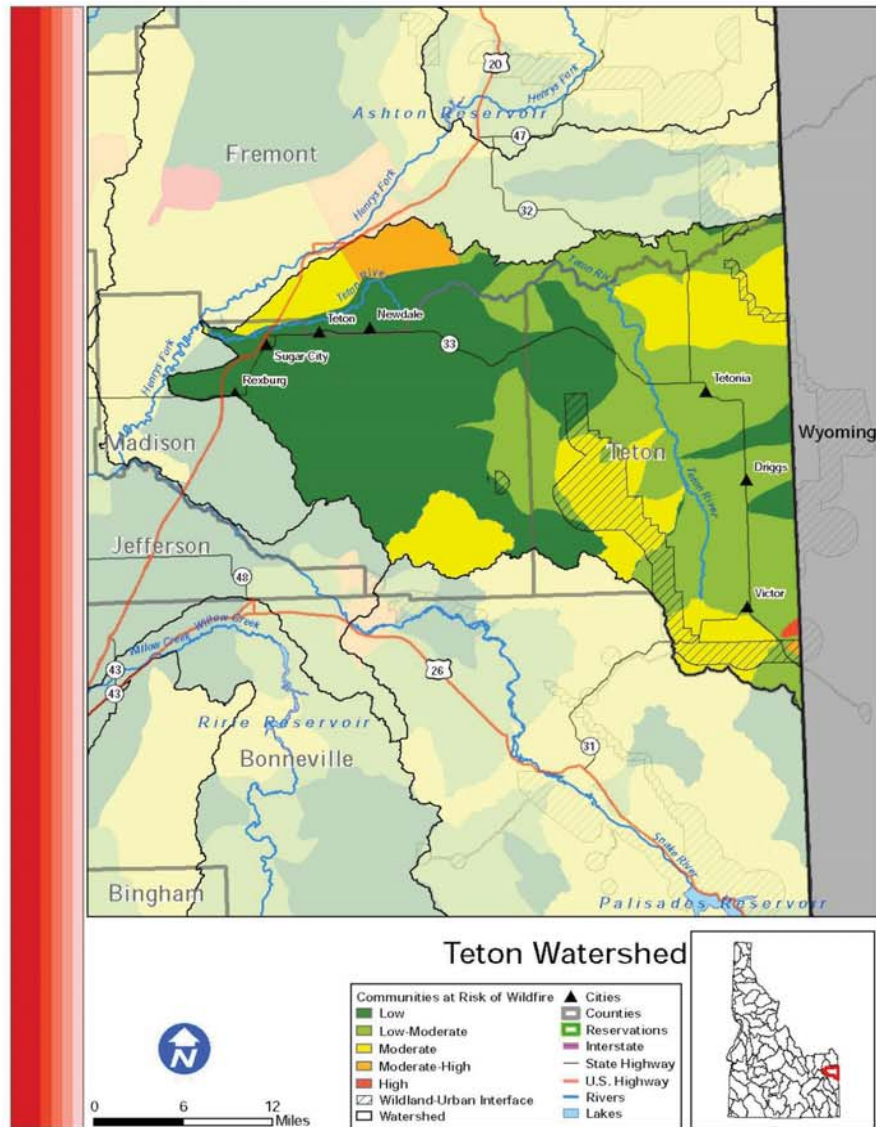 20
Henrys Fork
Ashton Reservoir
47
Fremont
Henrys Fork
32
Teton River
Teton River
Teton
Newdale
33
Sugar City
Henrys Fork
Rexburg
Tetonia
Wyoming
Madison
Teton
Driggs
Teton River
Jefferson
48
Victor
Willow Creek
Willow Creek
43
26
43
Ririe Reservoir
31
Bonneville
Snake River
Bingham
Palisades Reservoir
Teton Watershed
Communities at Risk of Wildfire
Low
Low-Moderate
Moderate
Moderate-High
High
Wildland-Urban Interface
Watershed
Cities
Counties
Reservations
Interstate
State Highway
U.S. Highway
Rivers
Lakes
N
0 6 12
Miles